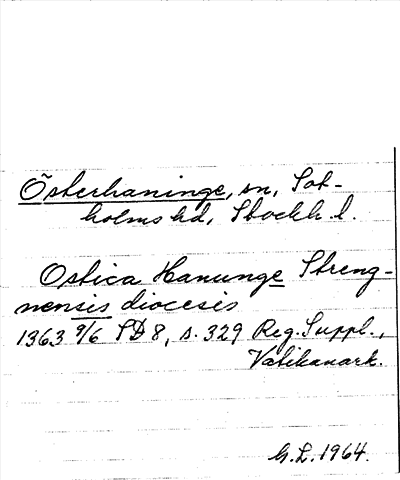 Österhaninge, sn, Sot-
holms hd, Stockh. l.
Ostica Hanunge Streng-
nensis diocesis
1363 9/6 SD 8, s. 329 Reg. Suppl.,
Vatikanark.
G. L. 1964.